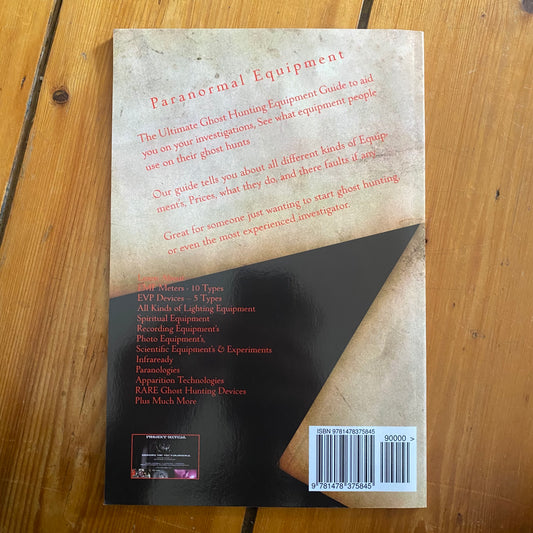 Paranormal Equipment
The Ultimate Ghost Hunting Equipment Guide to aid
you on your investigations, See what equipment people
use on their ghost hunts
Our guide tells you about all different kinds of Equip-
ment's, Prices, what they do, and there faults if any...
Great for someone just wanting to start ghost hunting,
or even the most experienced investigator.
EMF Meters - 10 Types
EVP Devices – 5 Types
All Kinds of Lighting Equipment
Spiritual Equipment
Recording Equipment's
Photo Equipment's,
Scientific Equipment's & Experiments
Infraready
Paranologies
Apparition Technologies
RARE Ghost Hunting Devices
Plus Much More
PROJECT REVEAL
ISBN 9781478375845
90000 >
9 781478 375845